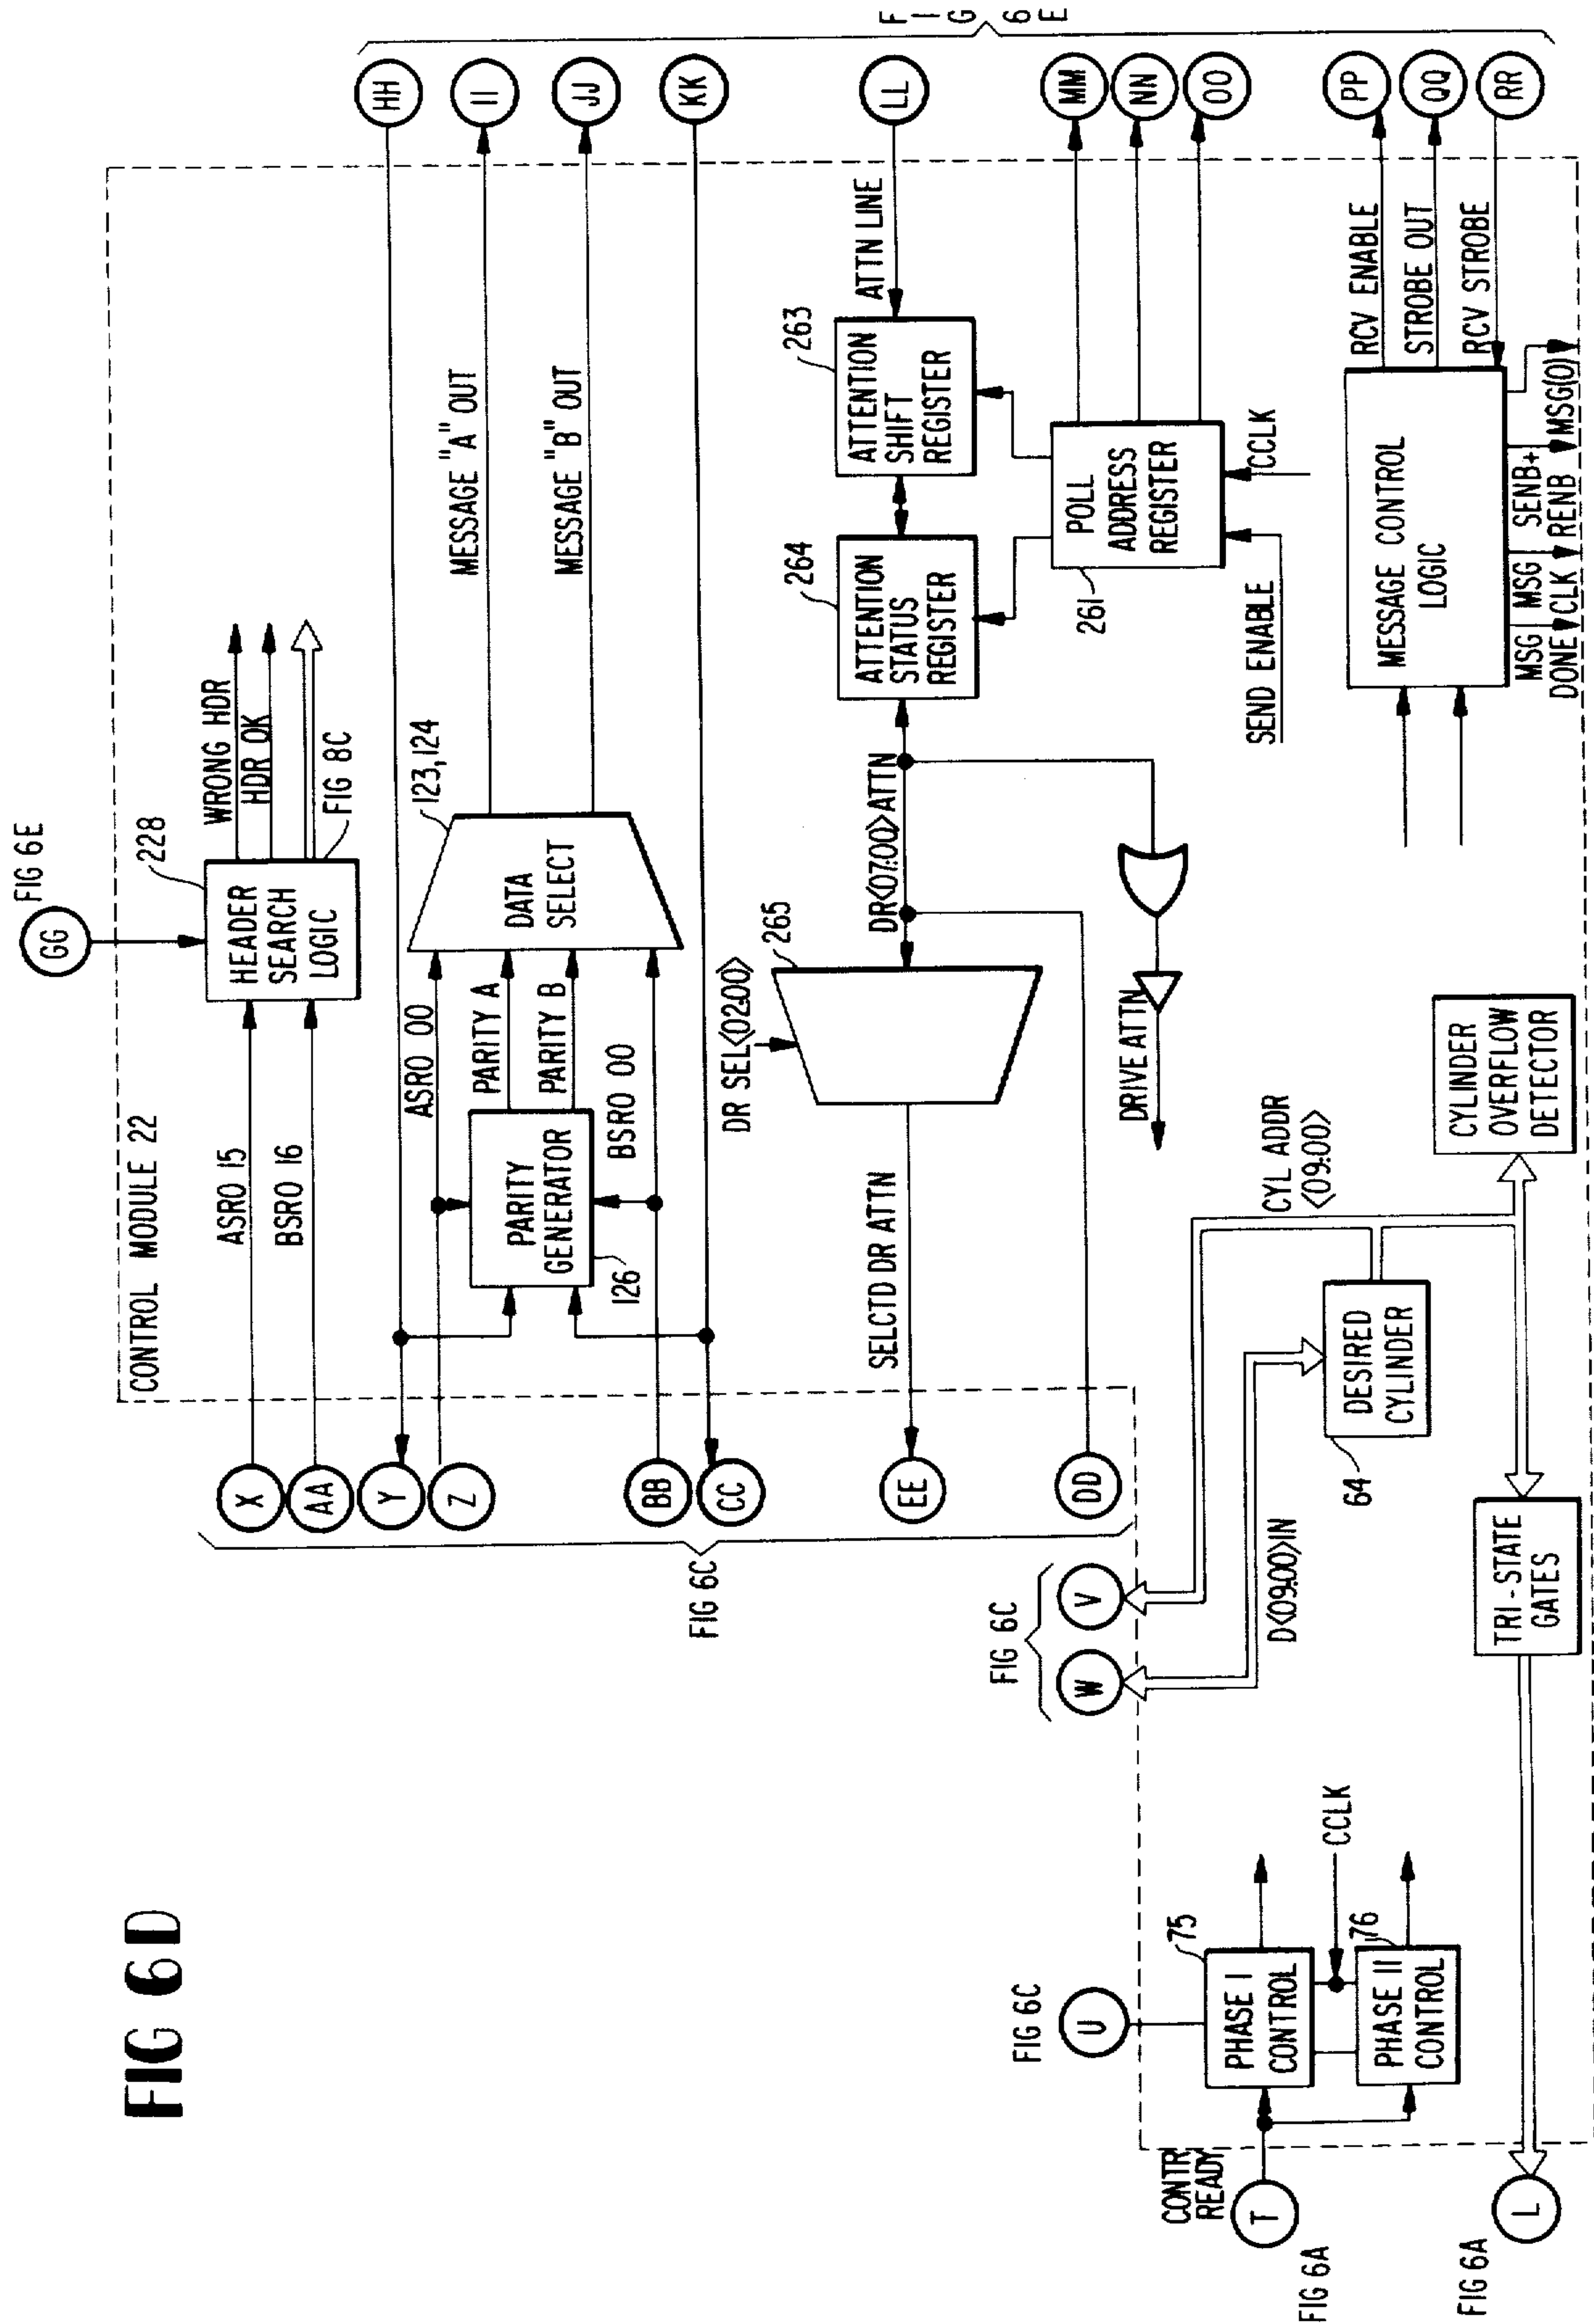 FIG 6D
CONTROL MODULE 22
FIG 6E
GG
228
HEADER
SEARCH
LOGIC
WRONG HDR
HDR OK
FIG 8C
X
ASRO 15
AA
BSRO 16
Y
Z
ASRO 00
PARITY
GENERATOR
126
PARITY A
PARITY B
BSRO 00
BB
CC
DATA
SELECT
123,124
MESSAGE "A" OUT
MESSAGE "B" OUT
HH
II
JJ
KK
FIG 6E
FIG 6C
EE
SELCTD DR ATTN
DD
DR SEL<02:00>
265
DR<07:00>ATTN
DRIVE ATTN
264
ATTENTION
STATUS
REGISTER
263
ATTENTION
SHIFT
REGISTER
ATTN LINE
LL
261
POLL
ADDRESS
REGISTER
SEND ENABLE
CCLK
MM
NN
OO
MESSAGE CONTROL
LOGIC
RCV ENABLE
STROBE OUT
RCV STROBE
PP
QQ
RR
MSG
DONE
MSG
CLK
SENB+
RENB
MSG(0)
FIG 6C
W
V
D<09:00>IN
CYL ADDR
<09:00>
DESIRED
CYLINDER
64
CYLINDER
OVERFLOW
DETECTOR
TRI-STATE
GATES
FIG 6C
U
75
PHASE I
CONTROL
CCLK
76
PHASE II
CONTROL
CONTR
READY
T
FIG 6A
L
FIG 6A